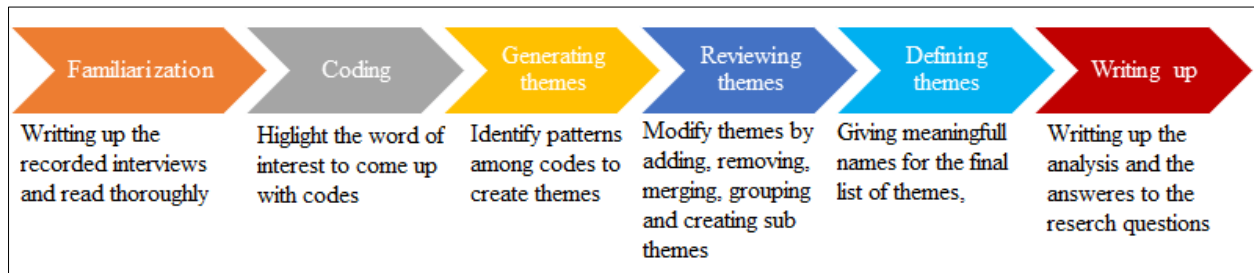 Familiarization
Coding
Generating
themes
Reviewing
themes
Defining
themes
Writing up
Writting up the
recorded interviews
and read thoroughly
Higlight the word of
interest to come up
with codes
Identify patterns
among codes to
create themes
Modify themes by
adding, removing,
merging, grouping
and creating sub
themes
Giving meaningfull
names for the final
list of themes,
Writting up the
analysis and the
answeres to the
reserch questions